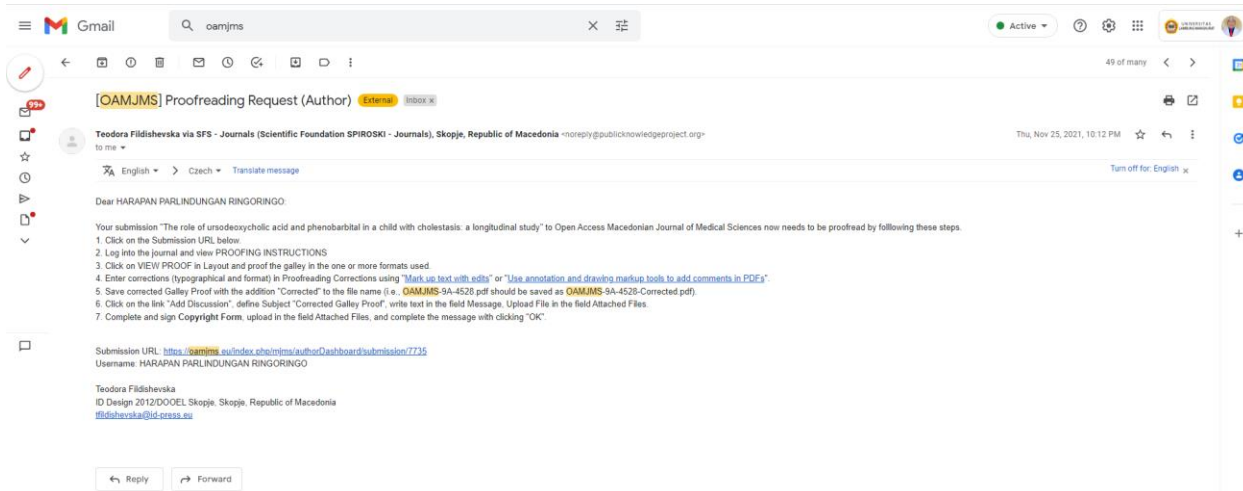 Gmail
oamjms
Active
UNIVERSITAS
49 of many
99+
[OAMJMS] Proofreading Request (Author) External Inbox x
Teodora Fildishevska via SFS - Journals (Scientific Foundation SPIROSKI - Journals), Skopje, Republic of Macedonia <noreply@publicknowledgeproject.org>
Thu, Nov 25, 2021, 10:12 PM
to me
English > Czech Translate message
Turn off for: English x
Dear HARAPAN PARLINDUNGAN RINGORINGO:
Your submission "The role of ursodeoxycholic acid and phenobarbital in a child with cholestasis: a longitudinal study" to Open Access Macedonian Journal of Medical Sciences now needs to be proofread by folllowing these steps.
1. Click on the Submission URL below.
2. Log into the journal and view PROOFING INSTRUCTIONS
3. Click on VIEW PROOF in Layout and proof the galley in the one or more formats used.
4. Enter corrections (typographical and format) in Proofreading Corrections using "Mark up text with edits" or "Use annotation and drawing markup tools to add comments in PDFs".
5. Save corrected Galley Proof with the addition "Corrected" to the file name (i.e., OAMJMS-9A-4528.pdf should be saved as OAMJMS-9A-4528-Corrected.pdf).
6. Click on the link "Add Discussion", define Subject "Corrected Galley Proof", write text in the field Message. Upload File in the field Attached Files.
7. Complete and sign Copyright Form, upload in the field Attached Files, and complete the message with clicking "OK".
Submission URL: https://oamjms.eu/index.php/mjms/authorDashboard/submission/7735
Username: HARAPAN PARLINDUNGAN RINGORINGO
Teodora Fildishevska
ID Design 2012/DOOEL Skopje, Skopje, Republic of Macedonia
tfildishevska@id-press.eu
Reply
Forward